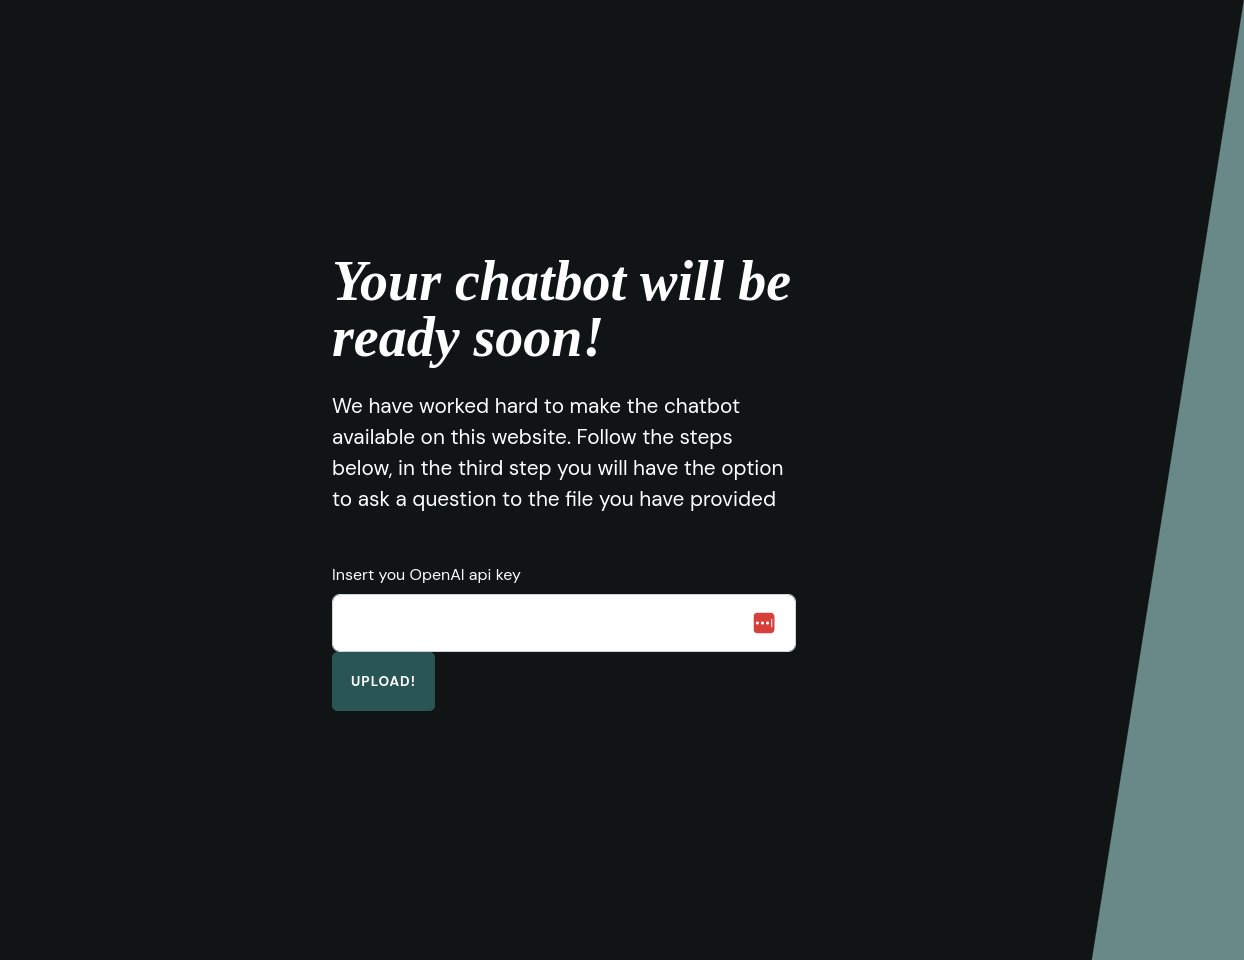 Your chatbot will be
ready soon!
We have worked hard to make the chatbot
available on this website. Follow the steps
below, in the third step you will have the option
to ask a question to the file you have provided
Insert you OpenAI api key
UPLOAD!